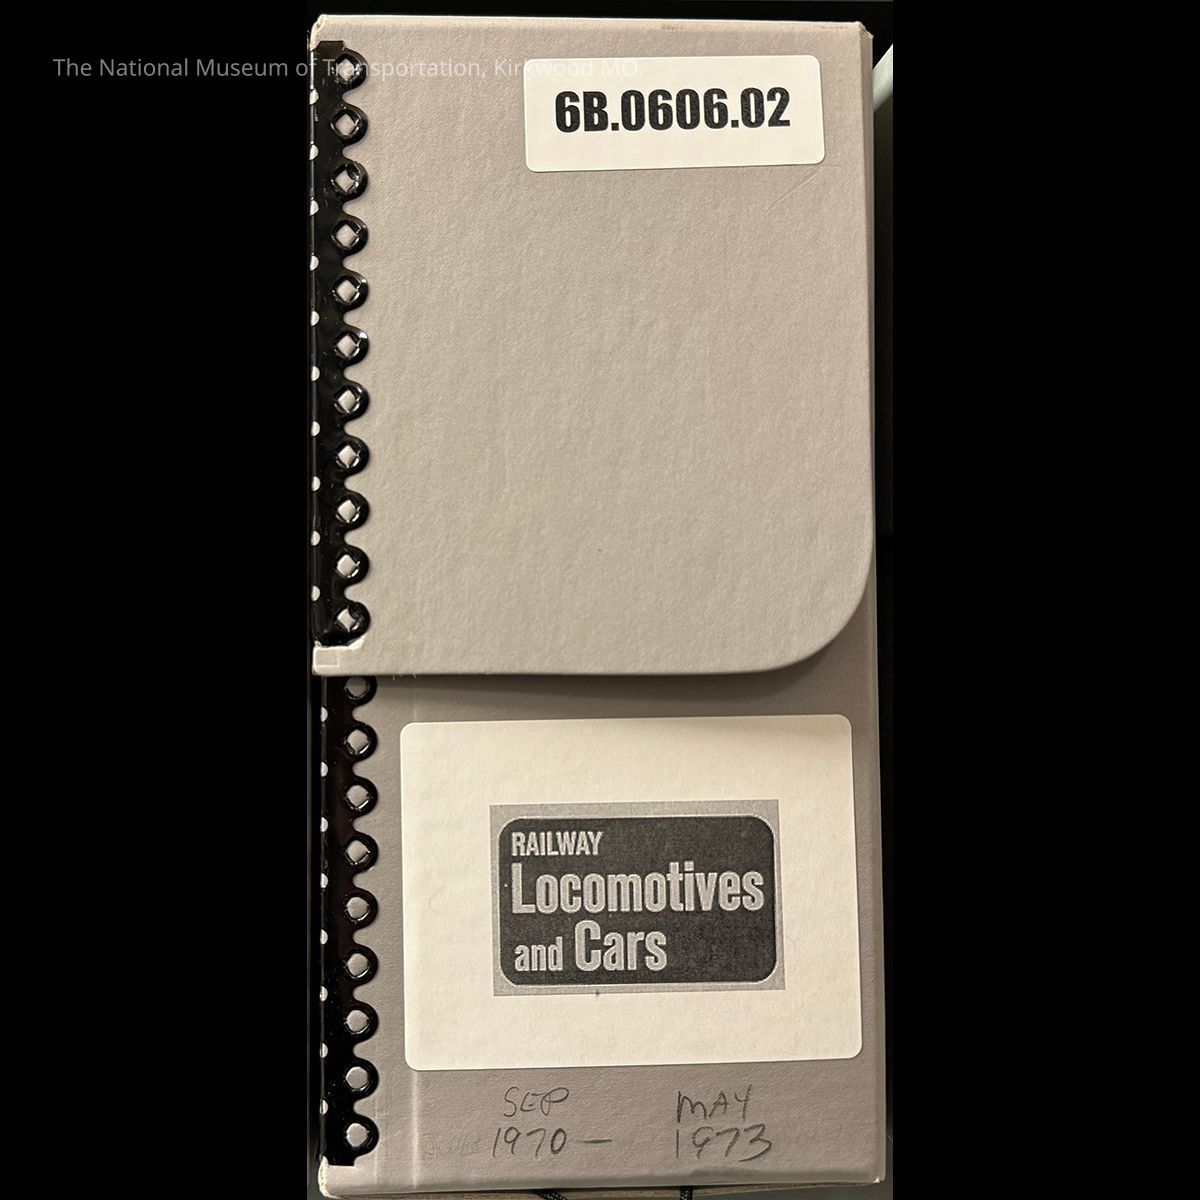 The National Museum of Transportation, Kirkwood MO.
6B.0606.02
RAILWAY
Locomotives
and Cars
SEP MAY
1970 — 1973